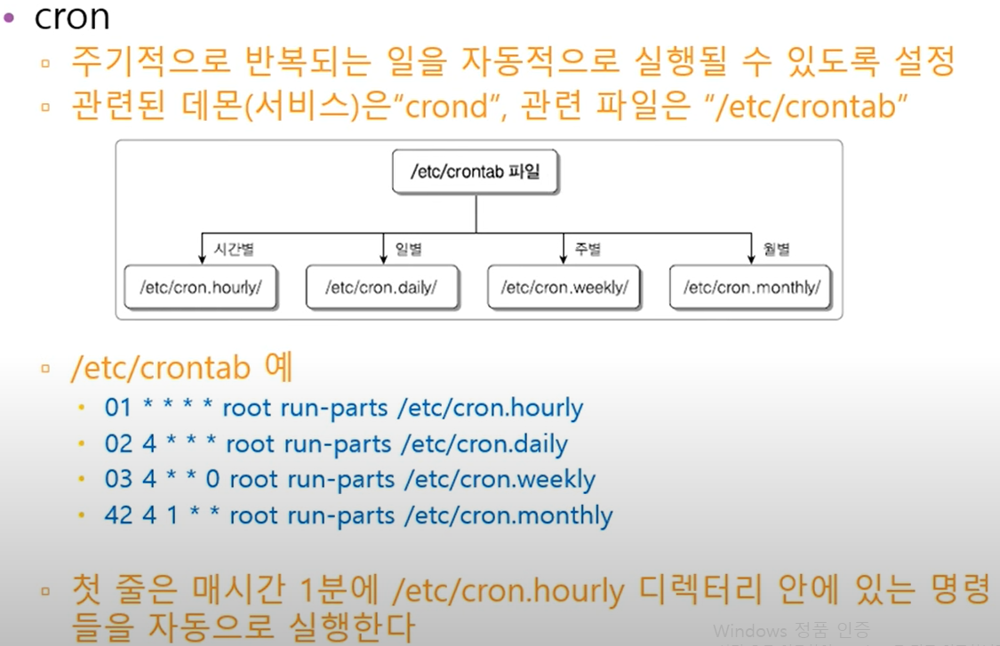 • cron
▫ 주기적으로 반복되는 일을 자동적으로 실행될 수 있도록 설정
▫ 관련된 데몬(서비스)은“crond”, 관련 파일은 “/etc/crontab”
/etc/crontab 파일
시간별 일별 주별 월별
/etc/cron.hourly/ /etc/cron.daily/ /etc/cron.weekly/ /etc/cron.monthly/
▫ /etc/crontab 예
• 01 * * * * root run-parts /etc/cron.hourly
• 02 4 * * * root run-parts /etc/cron.daily
• 03 4 * * 0 root run-parts /etc/cron.weekly
• 42 4 1 * * root run-parts /etc/cron.monthly
▫ 첫 줄은 매시간 1분에 /etc/cron.hourly 디렉터리 안에 있는 명령
들을 자동으로 실행한다
Windows 정품 인증